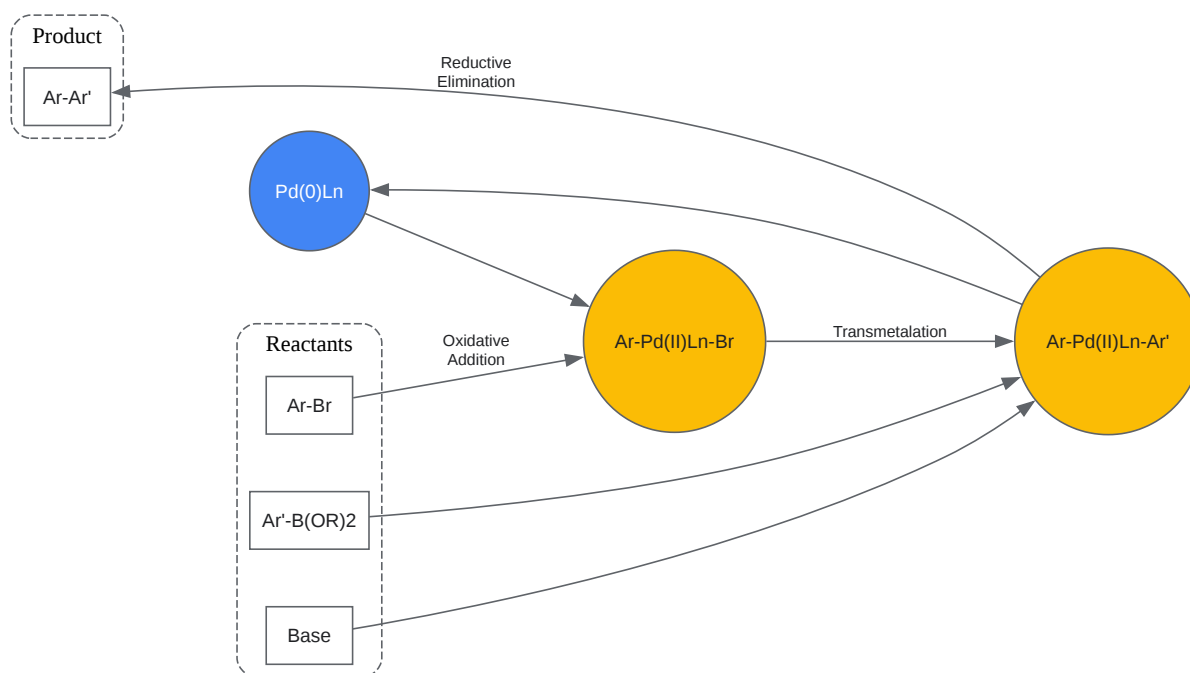 Product
Ar-Ar'
Reductive
Elimination
Pd(0)Ln
Reactants
Oxidative
Addition
Ar-Pd(II)Ln-Br
Transmetalation
Ar-Pd(II)Ln-Ar'
Ar-Br
Ar'-B(OR)2
Base